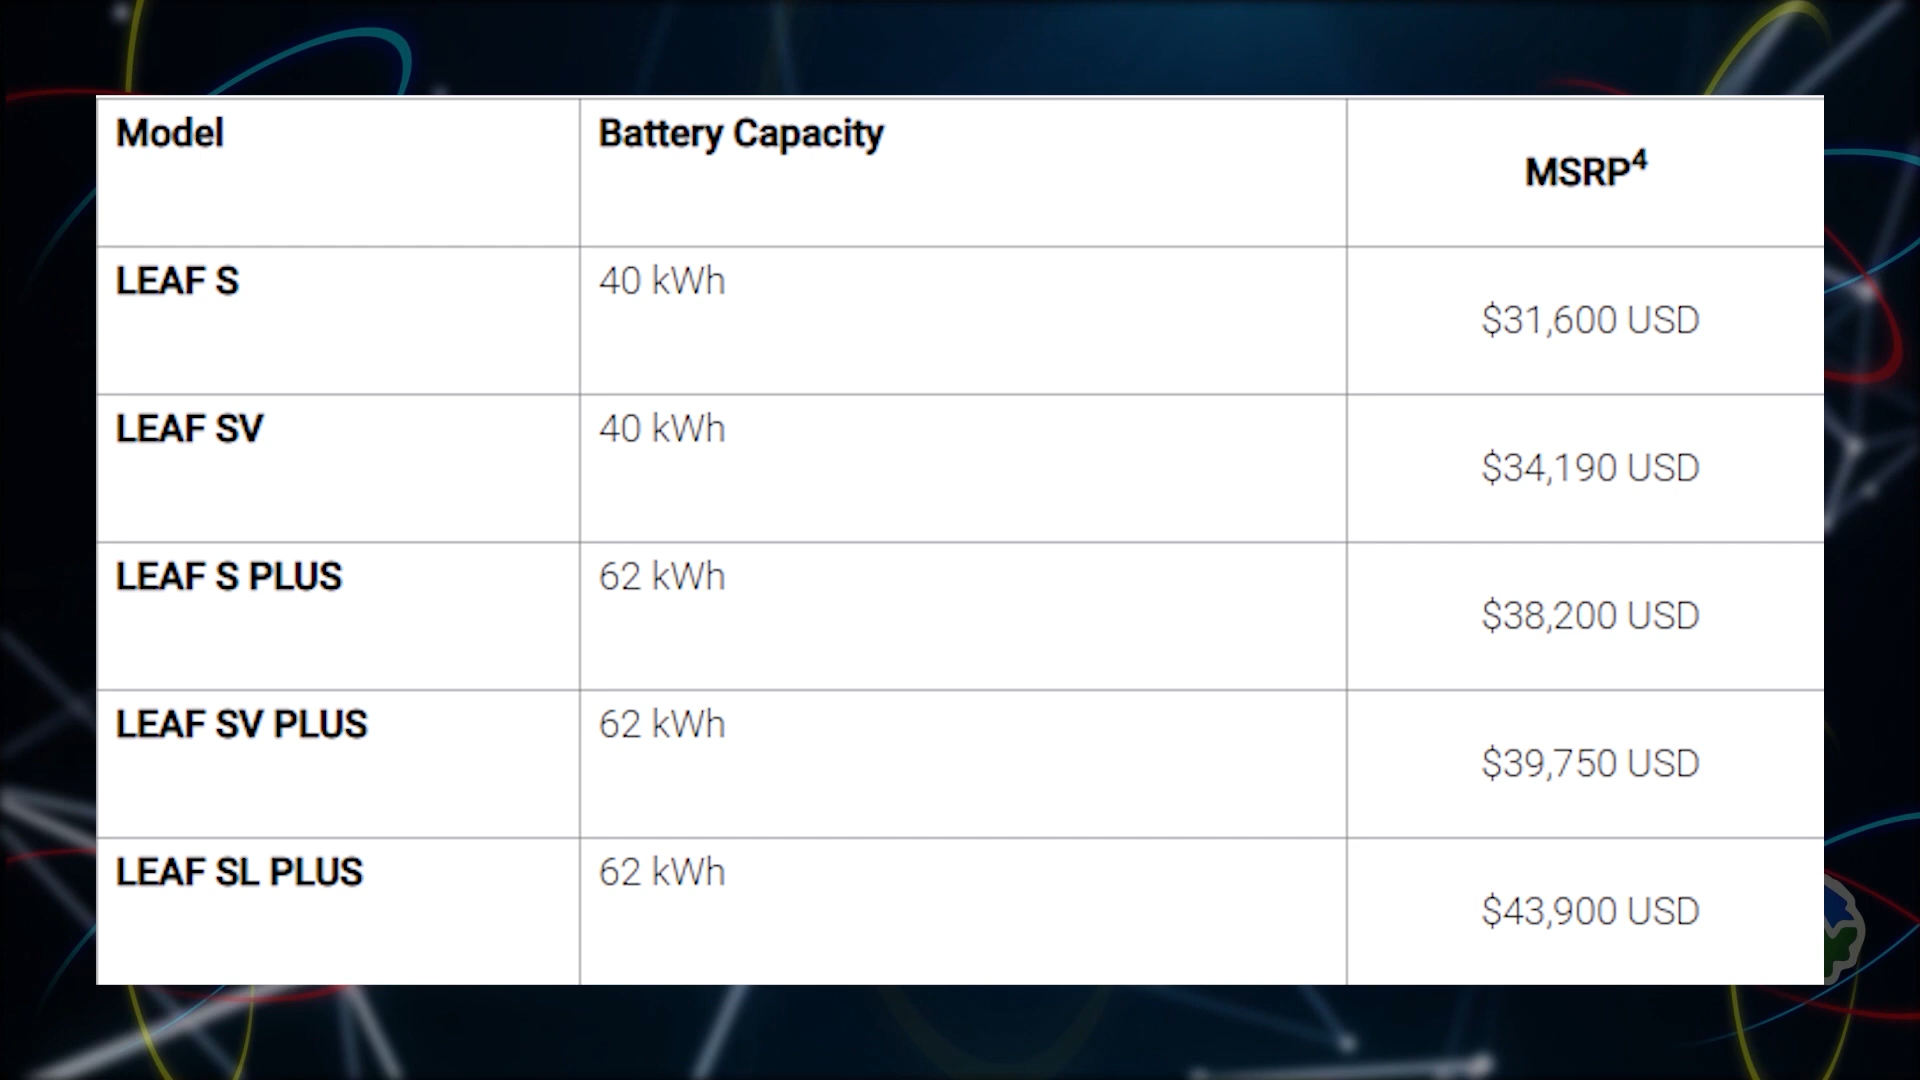 Model
Battery Capacity
MSRP⁴
LEAF S
40 kWh
$31,600 USD
LEAF SV
40 kWh
$34,190 USD
LEAF S PLUS
62 kWh
$38,200 USD
LEAF SV PLUS
62 kWh
$39,750 USD
LEAF SL PLUS
62 kWh
$43,900 USD